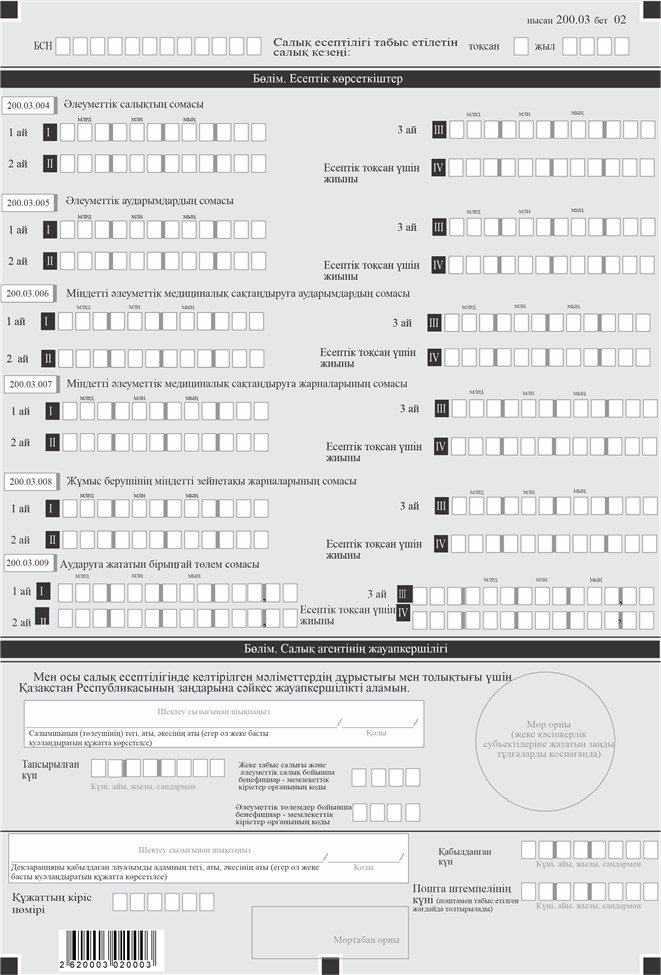 нысан 200.03 бет 02
БСН
Салық есептілігі табыс етілетін
салық кезеңі:
тоқсан
жыл
Бөлім. Есептік көрсеткіштер
200.03.004 Әлеуметтік салықтың сомасы
МЛРД МЛН МЫҢ
МЛРД МЛН МЫҢ
1 ай I
3 ай III
2 ай II
Есептік тоқсан үшін IV
жиыны
200.03.005 Әлеуметтік аударымдардың сомасы
МЛРД МЛН МЫҢ
МЛРД МЛН МЫҢ
1 ай I
3 ай III
2 ай II
Есептік тоқсан үшін IV
жиыны
200.03.006 Міндетті әлеуметтік медициналық сақтандыруға аударымдардың сомасы
МЛРД МЛН МЫҢ
МЛРД МЛН МЫҢ
1 ай I
3 ай III
2 ай II
Есептік тоқсан үшін IV
жиыны
200.03.007 Міндетті әлеуметтік медициналық сақтандыруға жарналарының сомасы
МЛРД МЛН МЫҢ
МЛРД МЛН МЫҢ
1 ай I
3 ай III
2 ай II
Есептік тоқсан үшін IV
жиыны
200.03.008 Жұмыс берушінің міндетті зейнетақы жарналарының сомасы
МЛРД МЛН МЫҢ
МЛРД МЛН МЫҢ
1 ай I
3 ай III
2 ай II
Есептік тоқсан үшін IV
жиыны
200.03.009 Аударуға жататын бірыңғай төлем сомасы
МЛРД МЛН МЫҢ
МЛРД МЛН МЫҢ
1 ай I ,
3 ай III ,
2 ай II ,
Есептік тоқсан үшін IV ,
жиыны
Бөлім. Салық агентінің жауапкершілігі
Мен осы салық есептілігінде келтірілген мәліметтердің дұрыстығы мен толықтығы үшін
Қазақстан Республикасының заңдарына сәйкес жауапкершілікті аламын.
Шектеу сызығынан шықпаңыз
/ /
Салымшының (төлеушінің) тегі, аты, әкесінің аты (егер ол жеке басты
куәландыратын құжатта көрсетілсе)
Қолы
Мөр орны
(жеке кәсіпкерлік
субъектілеріне жататын заңды
тұлғаларды қоспағанда)
Тапсырылған
күн
Күні, айы, жылы, сандармен
Жеке табыс салығы және
әлеуметтік салық бойынша
бенефициар - мемлекеттік
кірістер органының коды
Әлеуметтік төлемдер бойынша
бенефициар - мемлекеттік
кірістер органының коды
Шектеу сызығынан шықпаңыз
/ /
Декларацияны қабылдаған лауазымды адамның тегі, аты, әкесінің аты (егер ол жеке
басты куәландыратын құжатта көрсетілсе)
Қолы
Қабылданған
күн
Күні, айы, жылы, сандармен
Пошта штемпелінің
күні (поштамен табыс етілген
жағдайда толтырылады)
Күні, айы, жылы, сандармен
Құжаттың кіріс
нөмірі
Мөртабан орны
2 620003 020003